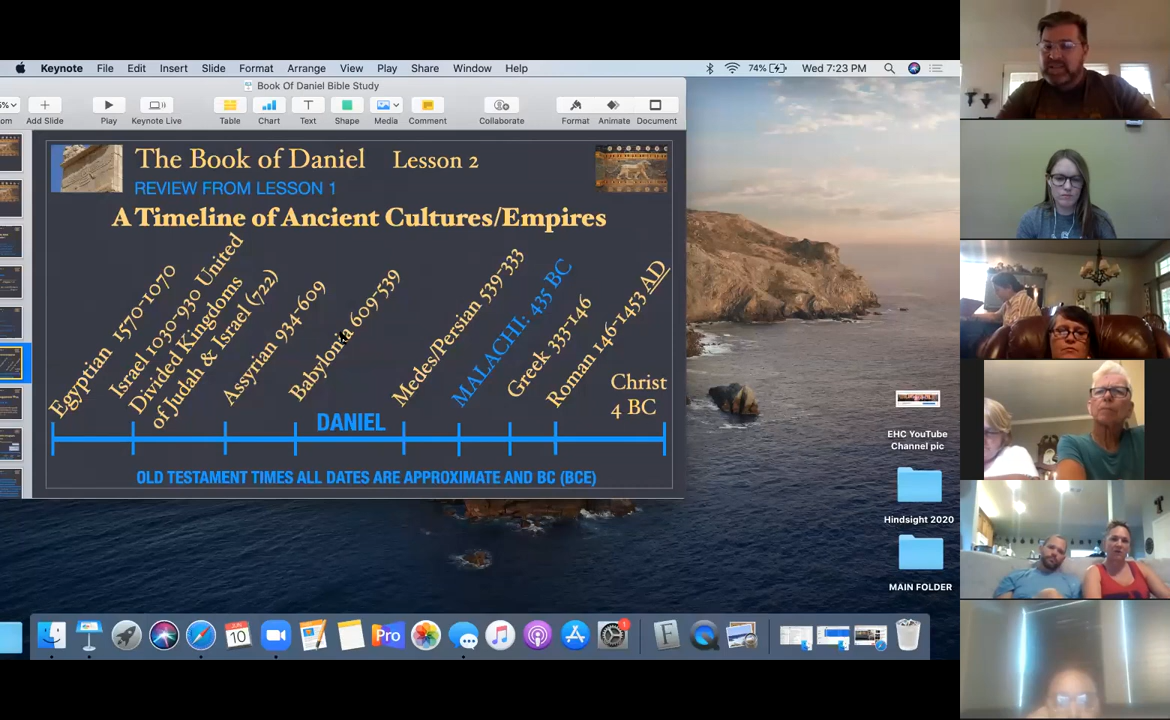 Keynote File Edit Insert Slide Format Arrange View Play Share Window Help 74% Wed 7:23 PM
Book Of Daniel Bible Study
Add Slide Play Keynote Live Table Chart Text Shape Media Comment Collaborate Format Animate Document
The Book of Daniel Lesson 2
REVIEW FROM LESSON 1
A Timeline of Ancient Cultures/Empires
Egyptian 1570-1070
Israel 1030-930 United
Divided Kingdoms
of Judah & Israel (722)
Assyrian 934-609
Babylonia 609-539
Medes/Persian 539-333
MALACHI: 435 BC
Greek 333-146
Roman 146-1453 AD
Christ
4 BC
DANIEL
OLD TESTAMENT TIMES ALL DATES ARE APPROXIMATE AND BC (BCE)
EHC YouTube
Channel pic
Hindsight 2020
MAIN FOLDER
JUN
10
Pro
1